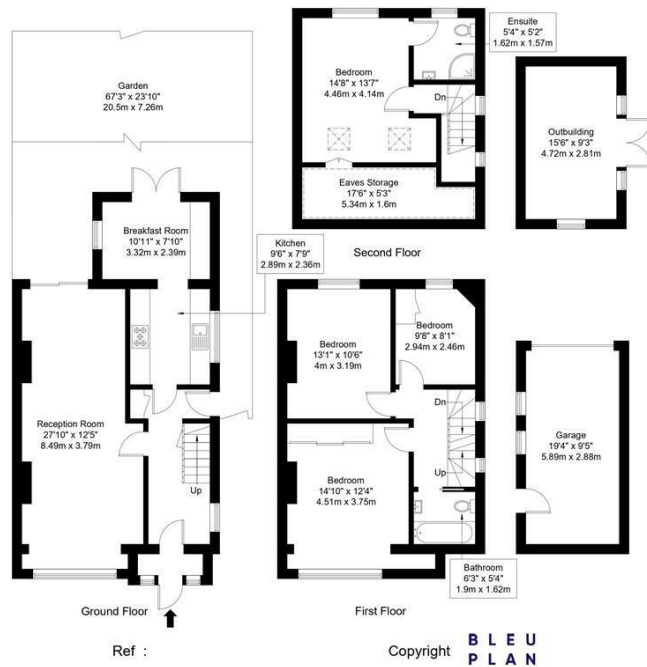 Garden
67'3" x 23'10"
20.5m x 7.26m
Breakfast Room
10'11" x 7'10"
3.32m x 2.39m
Kitchen
9'6" x 7'9"
2.89m x 2.36m
Reception Room
27'10" x 12'5"
8.49m x 3.79m
Up
Ground Floor
Ensuite
5'4" x 5'2"
1.62m x 1.57m
Bedroom
14'8" x 13'7"
4.46m x 4.14m
Dn
Eaves Storage
17'6" x 5'3"
5.34m x 1.6m
Second Floor
Outbuilding
15'6" x 9'3"
4.72m x 2.81m
Bedroom
13'1" x 10'6"
4m x 3.19m
Bedroom
9'8" x 8'1"
2.94m x 2.46m
Dn
Up
Bedroom
14'10" x 12'4"
4.51m x 3.75m
Bathroom
6'3" x 5'4"
1.9m x 1.62m
First Floor
Garage
19'4" x 9'5"
5.89m x 2.88m
Ref :
Copyright
BLEU
PLAN